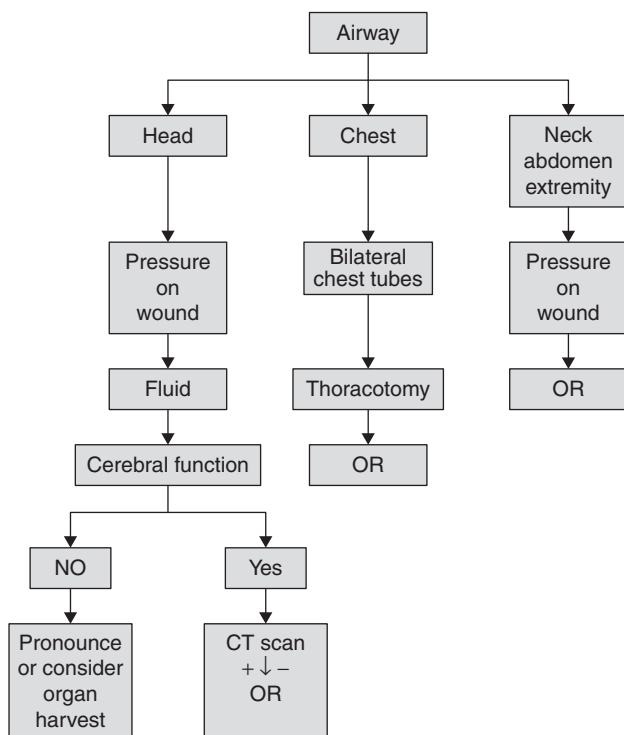 Airway
Head
Chest
Neck
abdomen
extremity
Pressure
on
wound
Bilateral
chest tubes
Pressure
on
wound
Fluid
Thoracotomy
OR
Cerebral function
OR
NO
Yes
Pronounce
or consider
organ
harvest
CT scan
+ ↓ −
OR